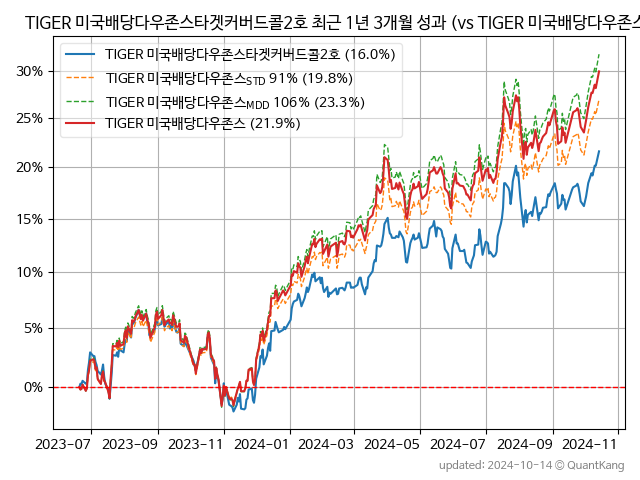 TIGER 미국배당다우존스타겟커버드콜2호 최근 1년 3개월 성과 (vs TIGER 미국배당다우존스
TIGER 미국배당다우존스타겟커버드콜2호 (16.0%)
TIGER 미국배당다우존스STD 91% (19.8%)
TIGER 미국배당다우존스MDD 106% (23.3%)
TIGER 미국배당다우존스 (21.9%)
30%
25%
20%
15%
10%
5%
0%
2023-07 2023-09 2023-11 2024-01 2024-03 2024-05 2024-07 2024-09 2024-11
updated: 2024-10-14 © QuantKang